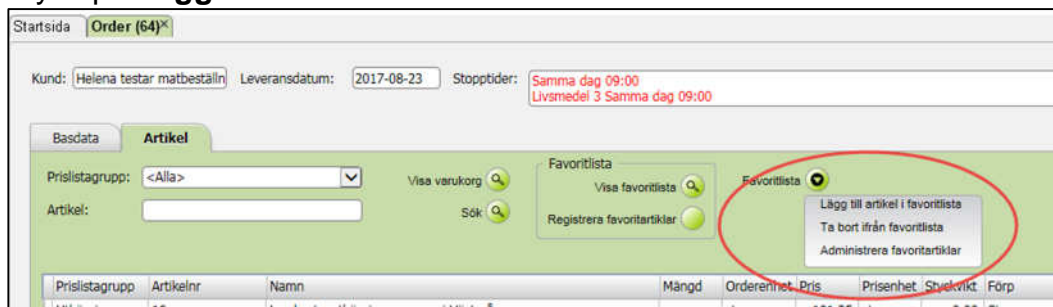 Startsida Order (64)×
Kund: Helena testar matbeställn Leveransdatum: 2017-08-23 Stopptider: Samma dag 09:00
Livsmedel 3 Samma dag 09:00
Basdata Artikel
Prislistagrupp: <Alla> Visa varukorg Favoritlista Visa favoritlista Favoritlista
Artikel: Sök Registrera favoritartiklar
Lägg till artikel i favoritlista
Ta bort ifrån favoritlista
Administrera favoritartiklar
Prislistagrupp Artikelnr Namn Mängd Orderenhet Pris Prisenhet Styckvikt Förp